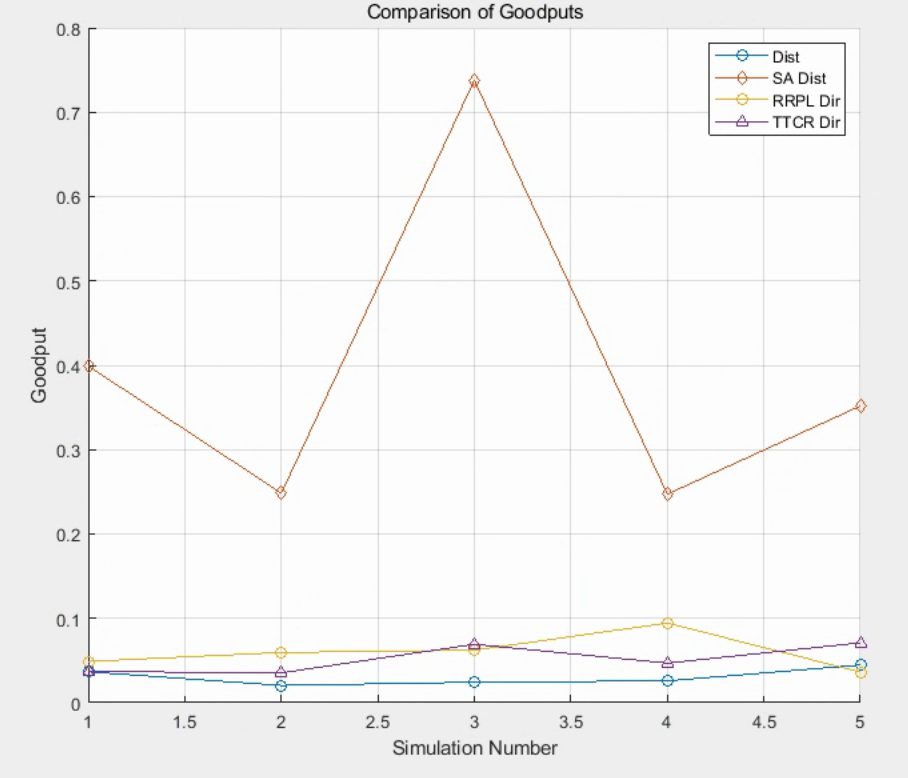 Comparison of Goodputs
Dist
SA Dist
RRPL Dir
TTCR Dir
0.8
0.7
0.6
0.5
0.4
0.3
0.2
0.1
0
Goodput
1 1.5 2 2.5 3 3.5 4 4.5 5
Simulation Number